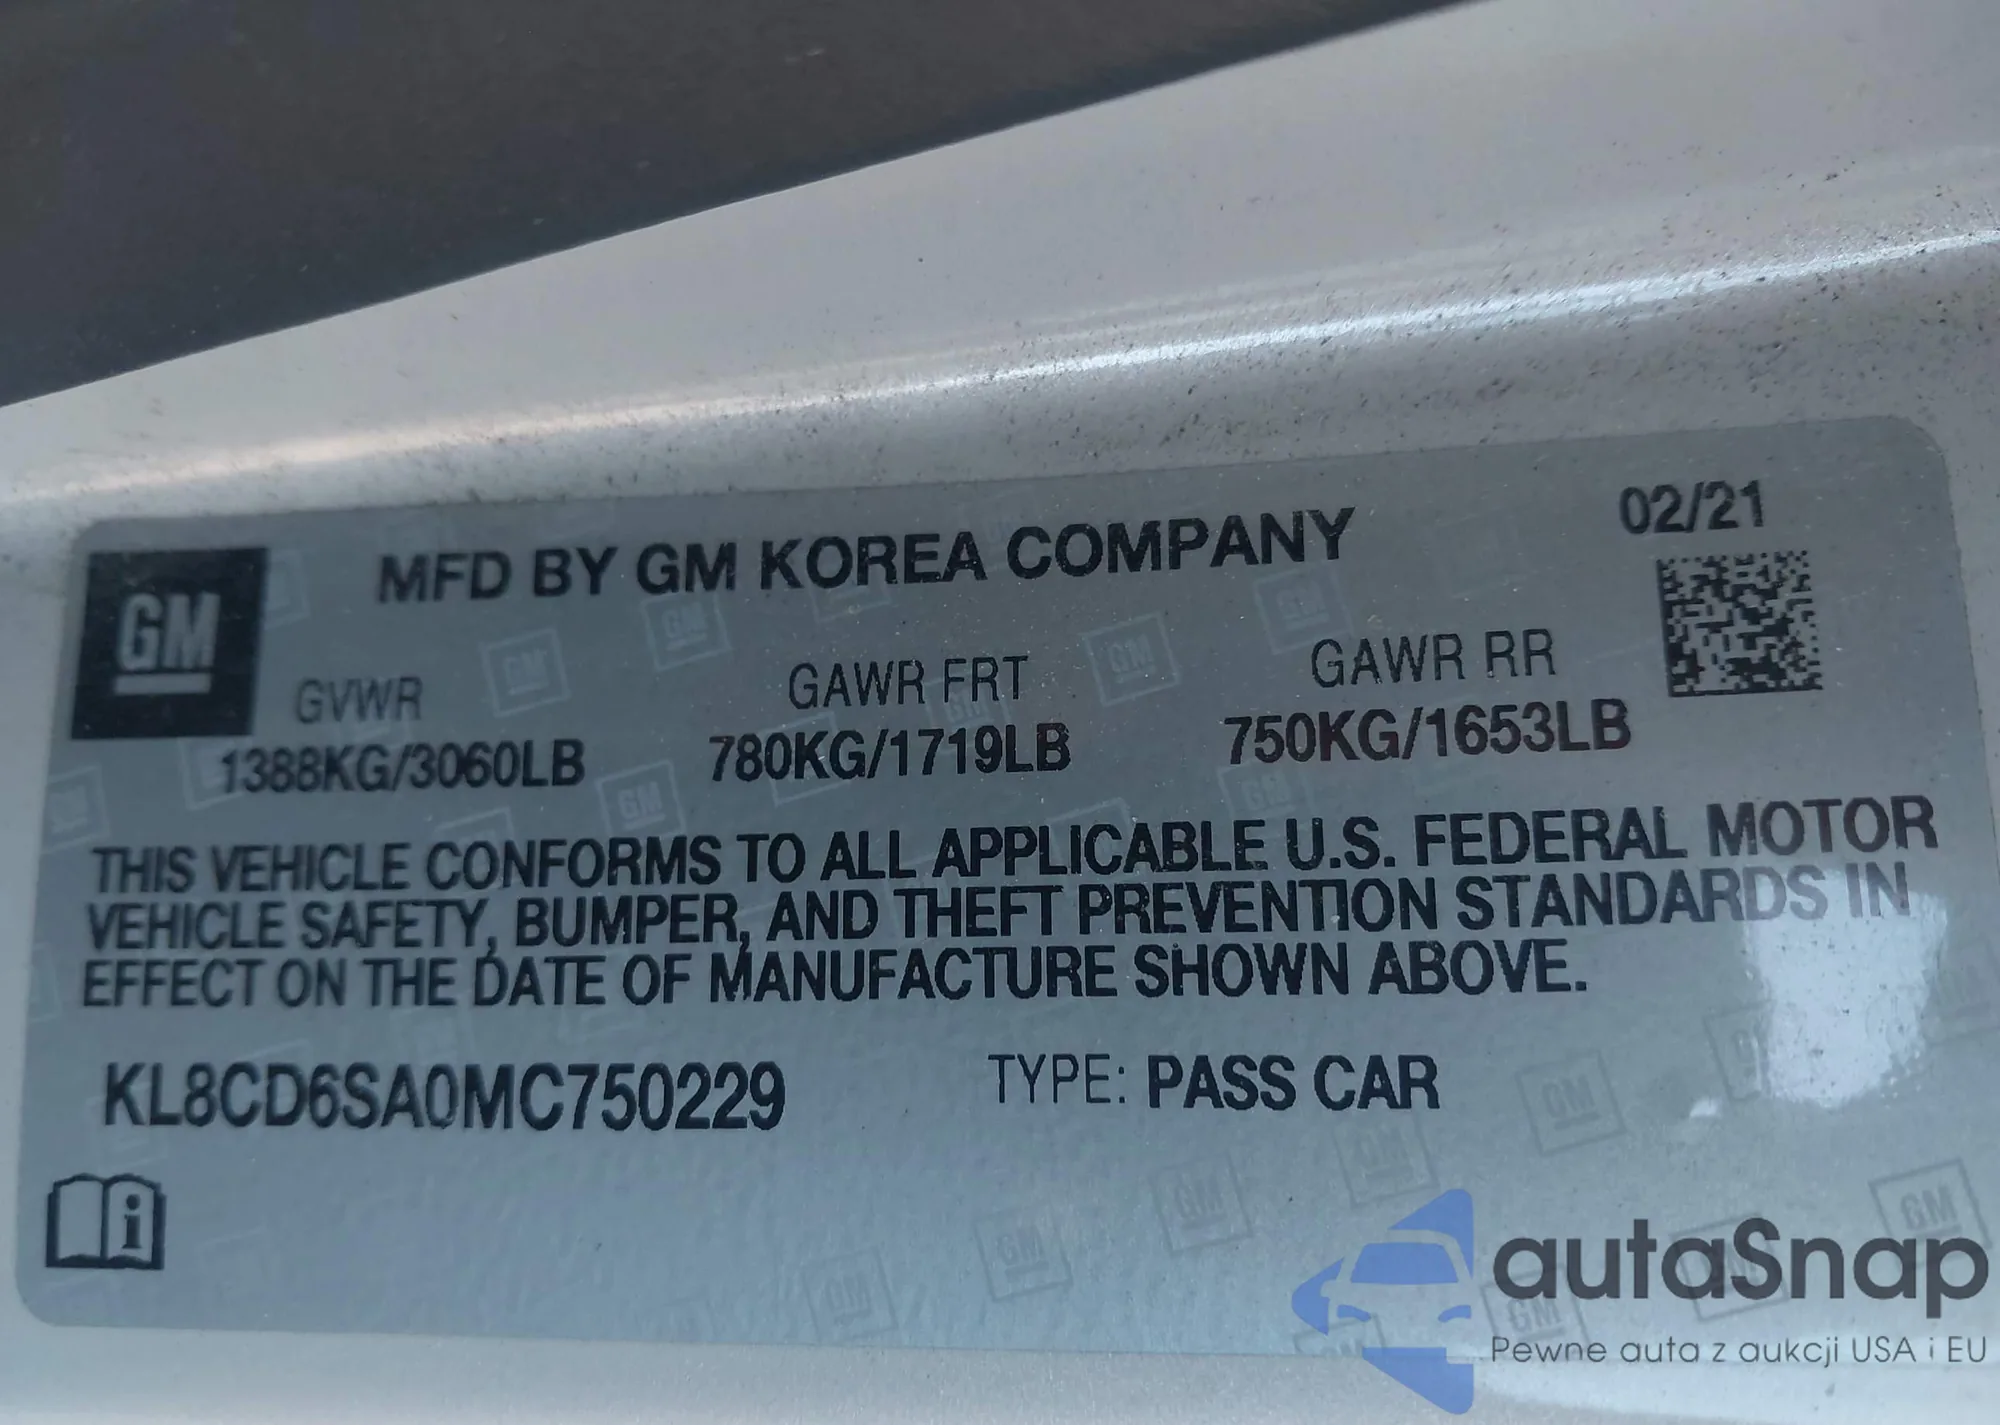 02/21
MFD BY GM KOREA COMPANY
GM
GVWR GAWR FRT GAWR RR
1388KG/3060LB 780KG/1719LB 750KG/1653LB
THIS VEHICLE CONFORMS TO ALL APPLICABLE U.S. FEDERAL MOTOR
VEHICLE SAFETY, BUMPER, AND THEFT PREVENTION STANDARDS IN
EFFECT ON THE DATE OF MANUFACTURE SHOWN ABOVE.
KL8CD6SA0MC750229 TYPE: PASS CAR
autaSnap
Pewne auta z aukcji USA i EU